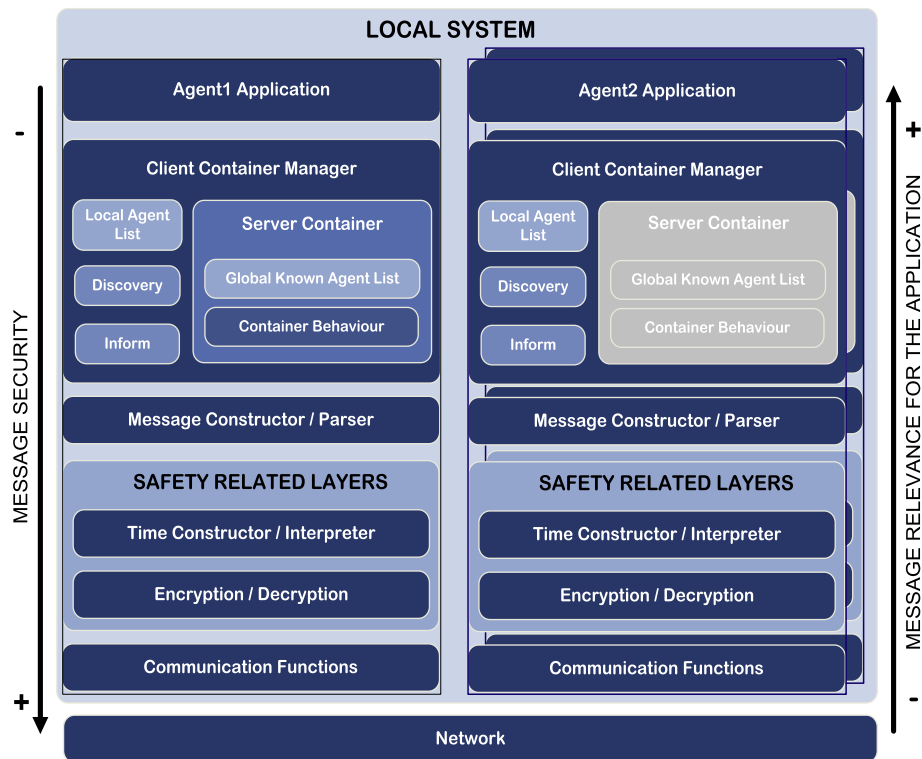 LOCAL SYSTEM
Agent1 Application
Client Container Manager
Local Agent
List
Server Container
Global Known Agent List
Discovery
Container Behaviour
Inform
Message Constructor / Parser
SAFETY RELATED LAYERS
Time Constructor / Interpreter
Encryption / Decryption
Communication Functions
Agent2 Application
Client Container Manager
Local Agent
List
Server Container
Global Known Agent List
Discovery
Container Behaviour
Inform
Message Constructor / Parser
SAFETY RELATED LAYERS
Time Constructor / Interpreter
Encryption / Decryption
Communication Functions
Network
-
MESSAGE SECURITY
+
+
MESSAGE RELEVANCE FOR THE APPLICATION
-